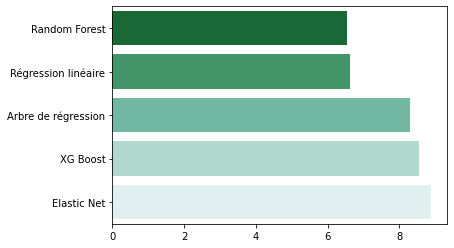 Random Forest
Régression linéaire
Arbre de régression
XG Boost
Elastic Net
0 2 4 6 8